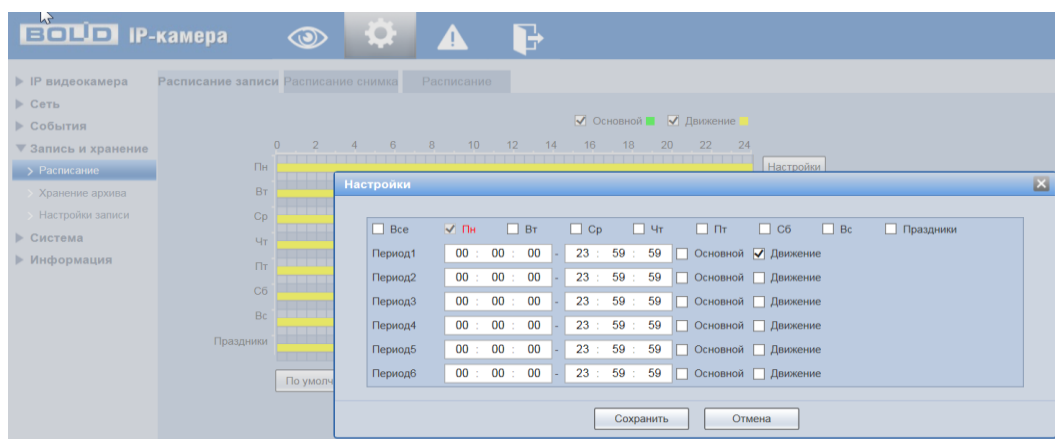 BOLID IP-камера
IP видеокамера
Сеть
События
Запись и хранение
Расписание
Хранение архива
Настройки записи
Система
Информация
Расписание записи Расписание снимка Расписание
Основной Движение
0 2 4 6 8 10 12 14 16 18 20 22 24
Пн Настройки
Вт
Ср
Чт
Пт
Сб
Вс
Праздники
По умолч
Настройки
Все Пн Вт Ср Чт Пт Сб Вс Праздники
Период1 00 : 00 : 00 - 23 : 59 : 59 Основной Движение
Период2 00 : 00 : 00 - 23 : 59 : 59 Основной Движение
Период3 00 : 00 : 00 - 23 : 59 : 59 Основной Движение
Период4 00 : 00 : 00 - 23 : 59 : 59 Основной Движение
Период5 00 : 00 : 00 - 23 : 59 : 59 Основной Движение
Период6 00 : 00 : 00 - 23 : 59 : 59 Основной Движение
Сохранить Отмена